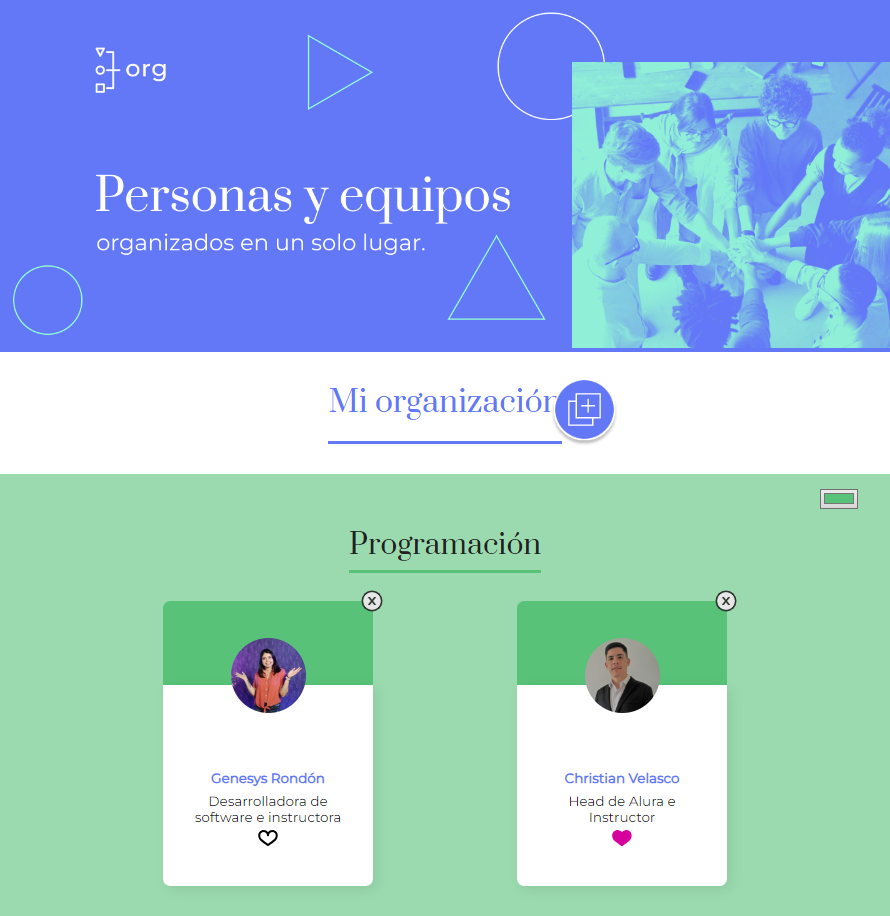 org
Personas y equipos
organizados en un solo lugar.
Mi organización
Programación
X
X
Genesys Rondón
Desarrolladora de
software e instructora
Christian Velasco
Head de Alura e
Instructor